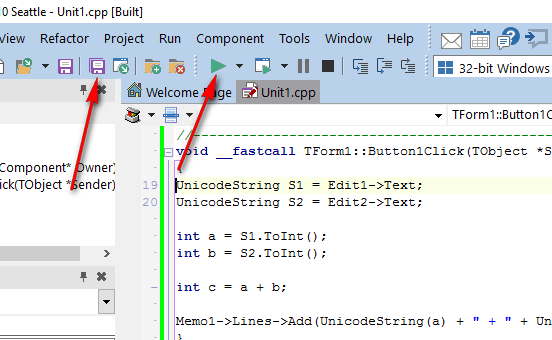 10 Seattle - Unit1.cpp [Built]
View Refactor Project Run Component Tools Window Help
32-bit Windows
Welcome Page Unit1.cpp
TForm1::Button1
//
void __fastcall TForm1::Button1Click(TObject *S
{
Component* Owner)
ck(TObject *Sender)
19 UnicodeString S1 = Edit1->Text;
20 UnicodeString S2 = Edit2->Text;
int a = S1.ToInt();
int b = S2.ToInt();
int c = a + b;
Memo1->Lines->Add(UnicodeString(a) + " + " + Un
}